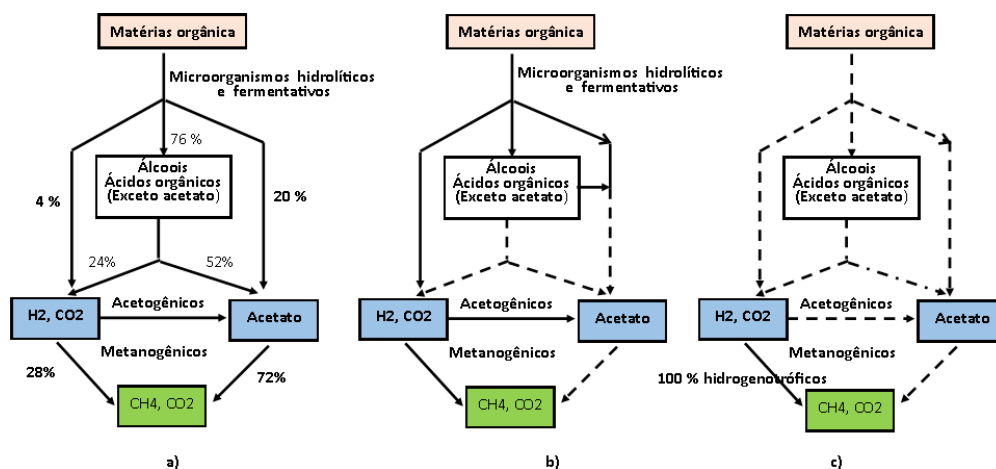 Matérias orgânica
Microorganismos hidrolíticos
e fermentativos
76 %
Álcoois
Ácidos orgânicos
(Exceto acetato)
4 %
20 %
24%
52%
H2, CO2
Acetogênicos
Acetato
Metanogênicos
28%
72%
CH4, CO2
a)
Matérias orgânica
Microorganismos hidrolíticos
e fermentativos
Álcoois
Ácidos orgânicos
(Exceto acetato)
H2, CO2
Acetogênicos
Acetato
Metanogênicos
CH4, CO2
b)
Matérias orgânica
Álcoois
Ácidos orgânicos
(Exceto acetato)
H2, CO2
Acetogênicos
Acetato
Metanogênicos
100 % hidrogenotróficos
CH4, CO2
c)